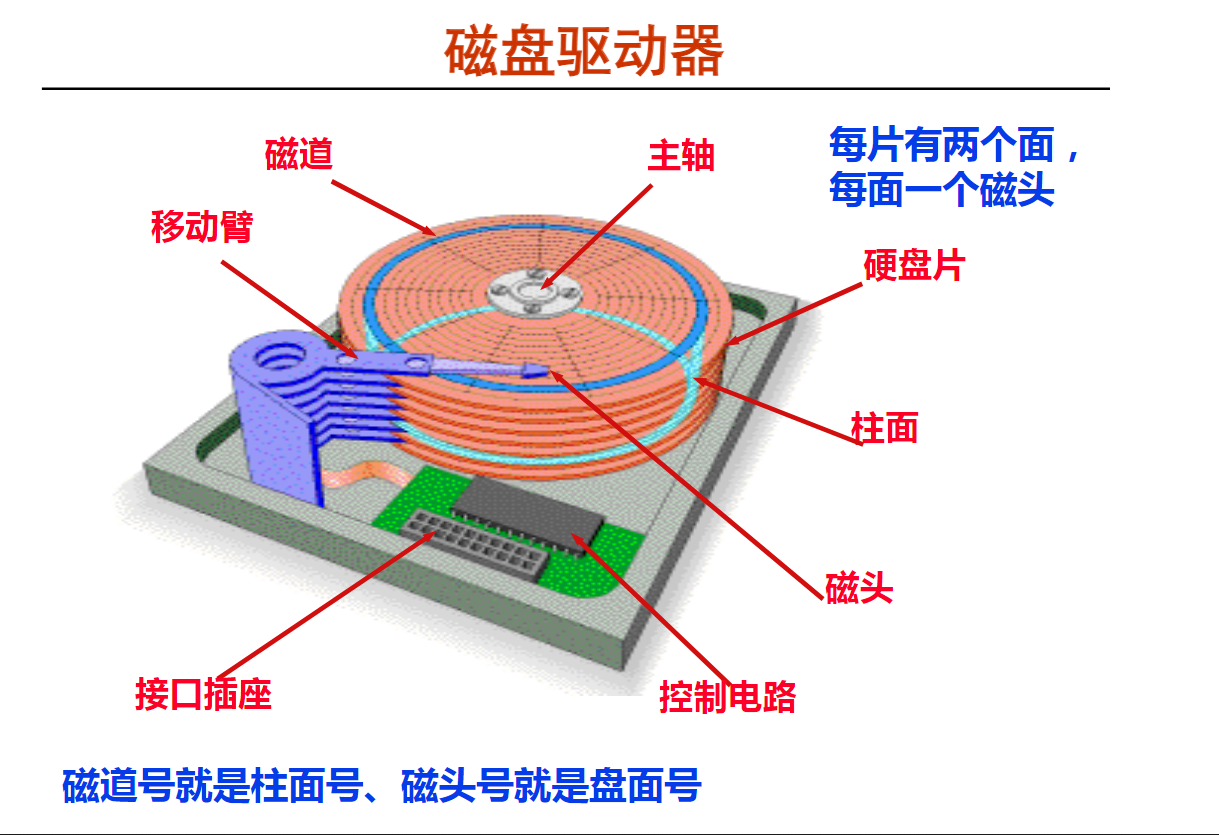 磁盘驱动器
每片有两个面，
每面一个磁头
磁道
主轴
移动臂
硬盘片
柱面
磁头
接口插座
控制电路
磁道号就是柱面号、磁头号就是盘面号